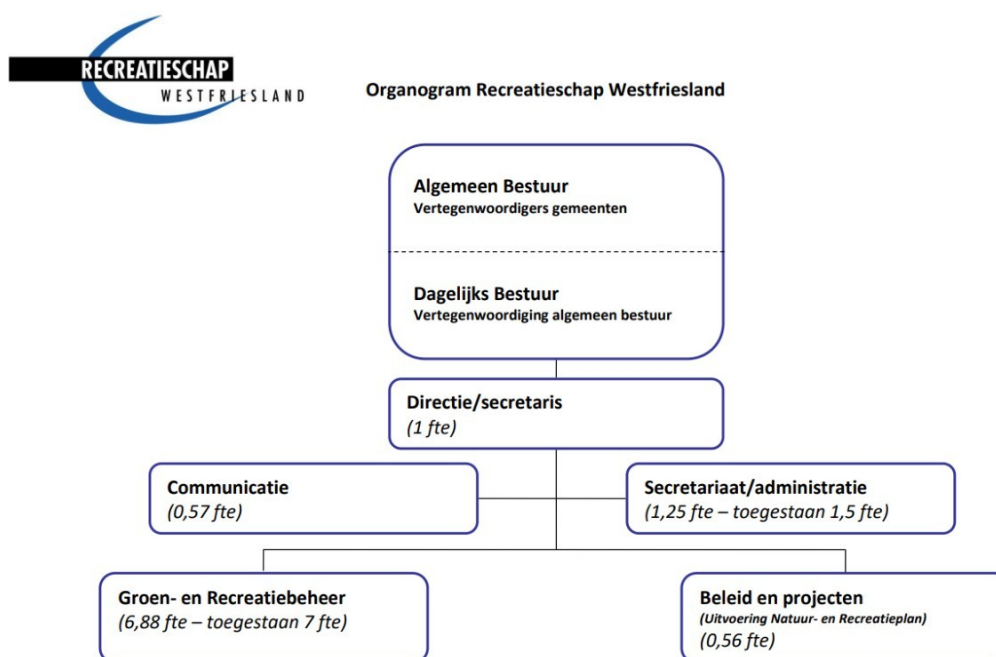 RECREATIESCHAP
WESTFRIESLAND
Organogram Recreatieschap Westfriesland
Algemeen Bestuur
Vertegenwoordigers gemeenten
Dagelijks Bestuur
Vertegenwoordiging algemeen bestuur
Directie/secretaris
(1 fte)
Communicatie
(0,57 fte)
Secretariaat/administratie
(1,25 fte – toegestaan 1,5 fte)
Groen- en Recreatiebeheer
(6,88 fte – toegestaan 7 fte)
Beleid en projecten
(Uitvoering Natuur- en Recreatieplan)
(0,56 fte)